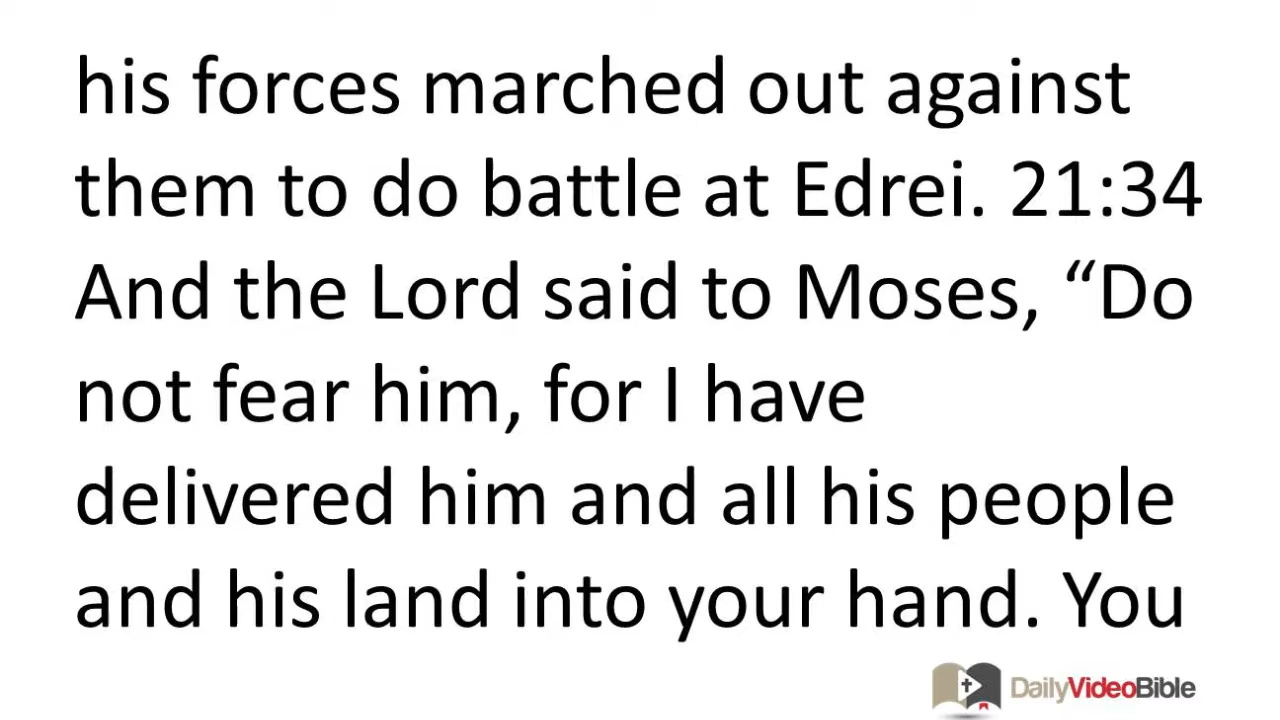 his forces marched out against
them to do battle at Edrei. 21:34
And the Lord said to Moses, “Do
not fear him, for I have
delivered him and all his people
and his land into your hand. You
DailyVideoBible